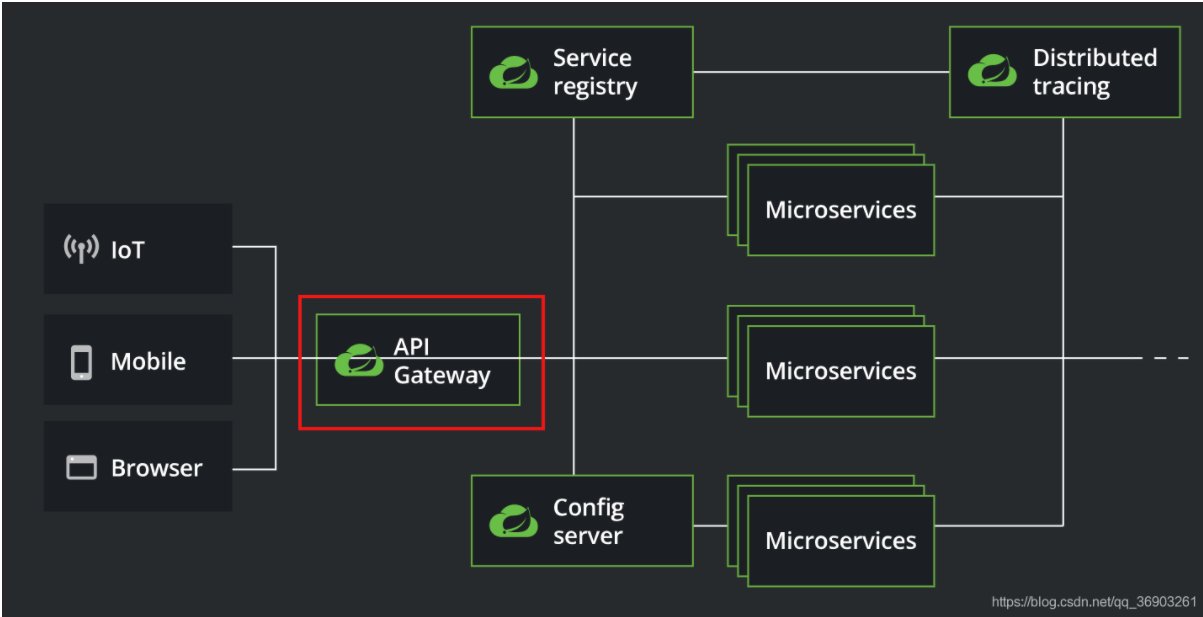 Service
registry
Distributed
tracing
Microservices
IoT
API
Gateway
Mobile
Microservices
Browser
Config
server
Microservices
https://blog.csdn.net/qq_36903261